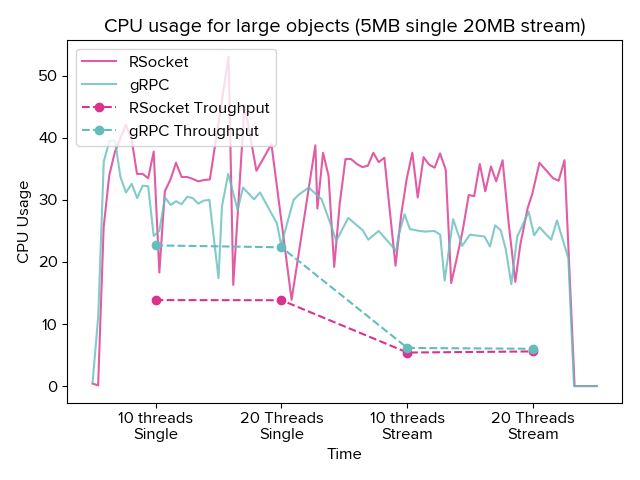 CPU usage for large objects (5MB single 20MB stream)
RSocket
gRPC
RSocket Troughput
gRPC Throughput
CPU Usage
50
40
30
20
10
0
10 threads
Single
20 Threads
Single
10 threads
Stream
20 Threads
Stream
Time